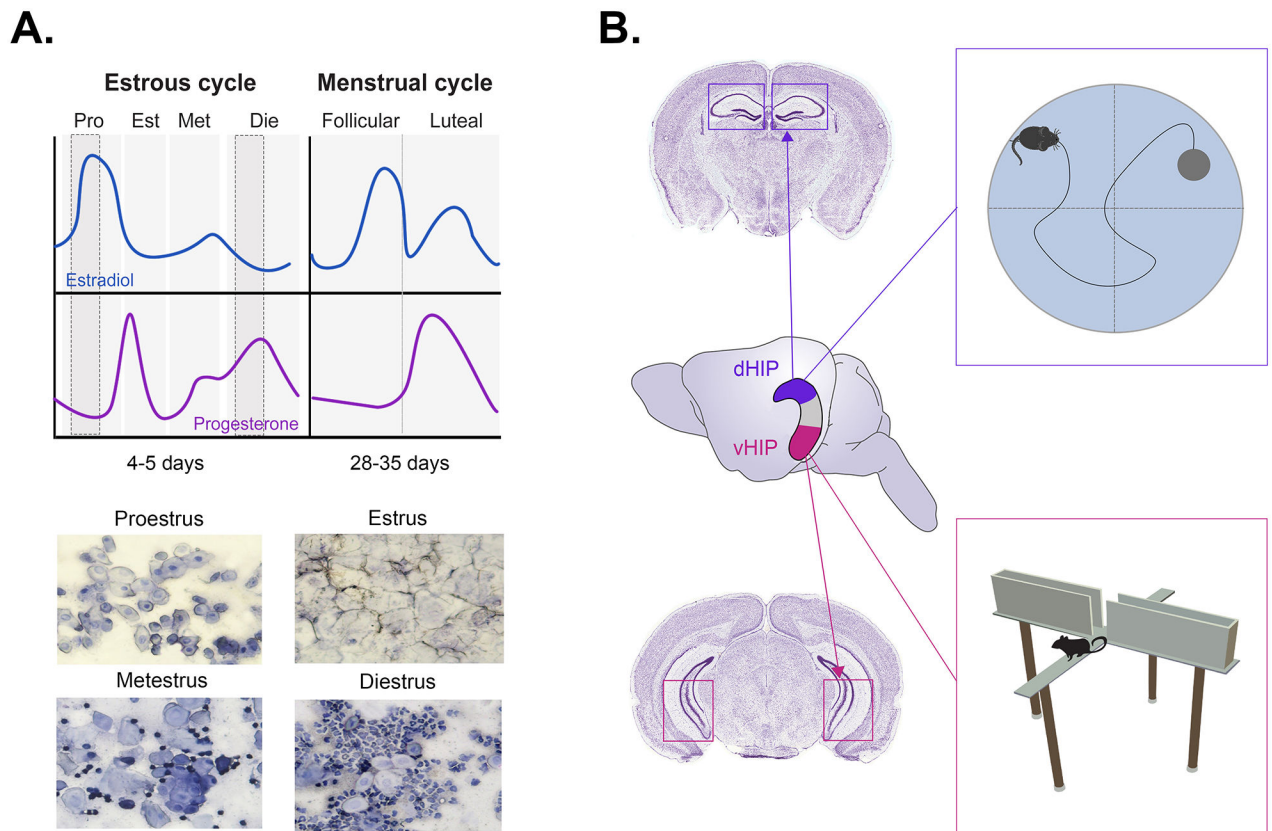 A.
Estrous cycle
Menstrual cycle
Pro
Est
Met
Die
Follicular
Luteal
Estradiol
Progesterone
4-5 days
28-35 days
Proestrus
Estrus
Metestrus
Diestrus
B.
dHIP
vHIP